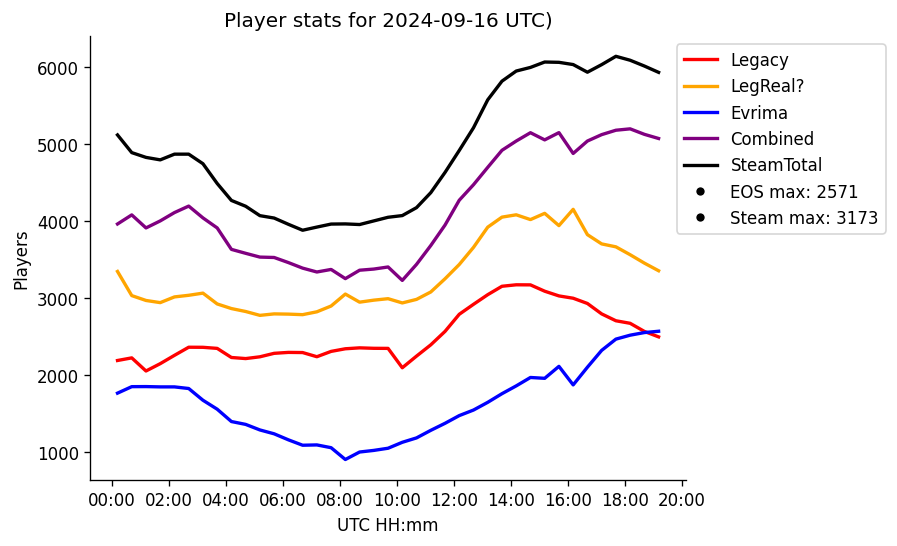 Player stats for 2024-09-16 UTC)
Legacy
LegReal?
Evrima
Combined
SteamTotal
EOS max: 2571
Steam max: 3173
Players
6000
5000
4000
3000
2000
1000
00:00 02:00 04:00 06:00 08:00 10:00 12:00 14:00 16:00 18:00 20:00
UTC HH:mm